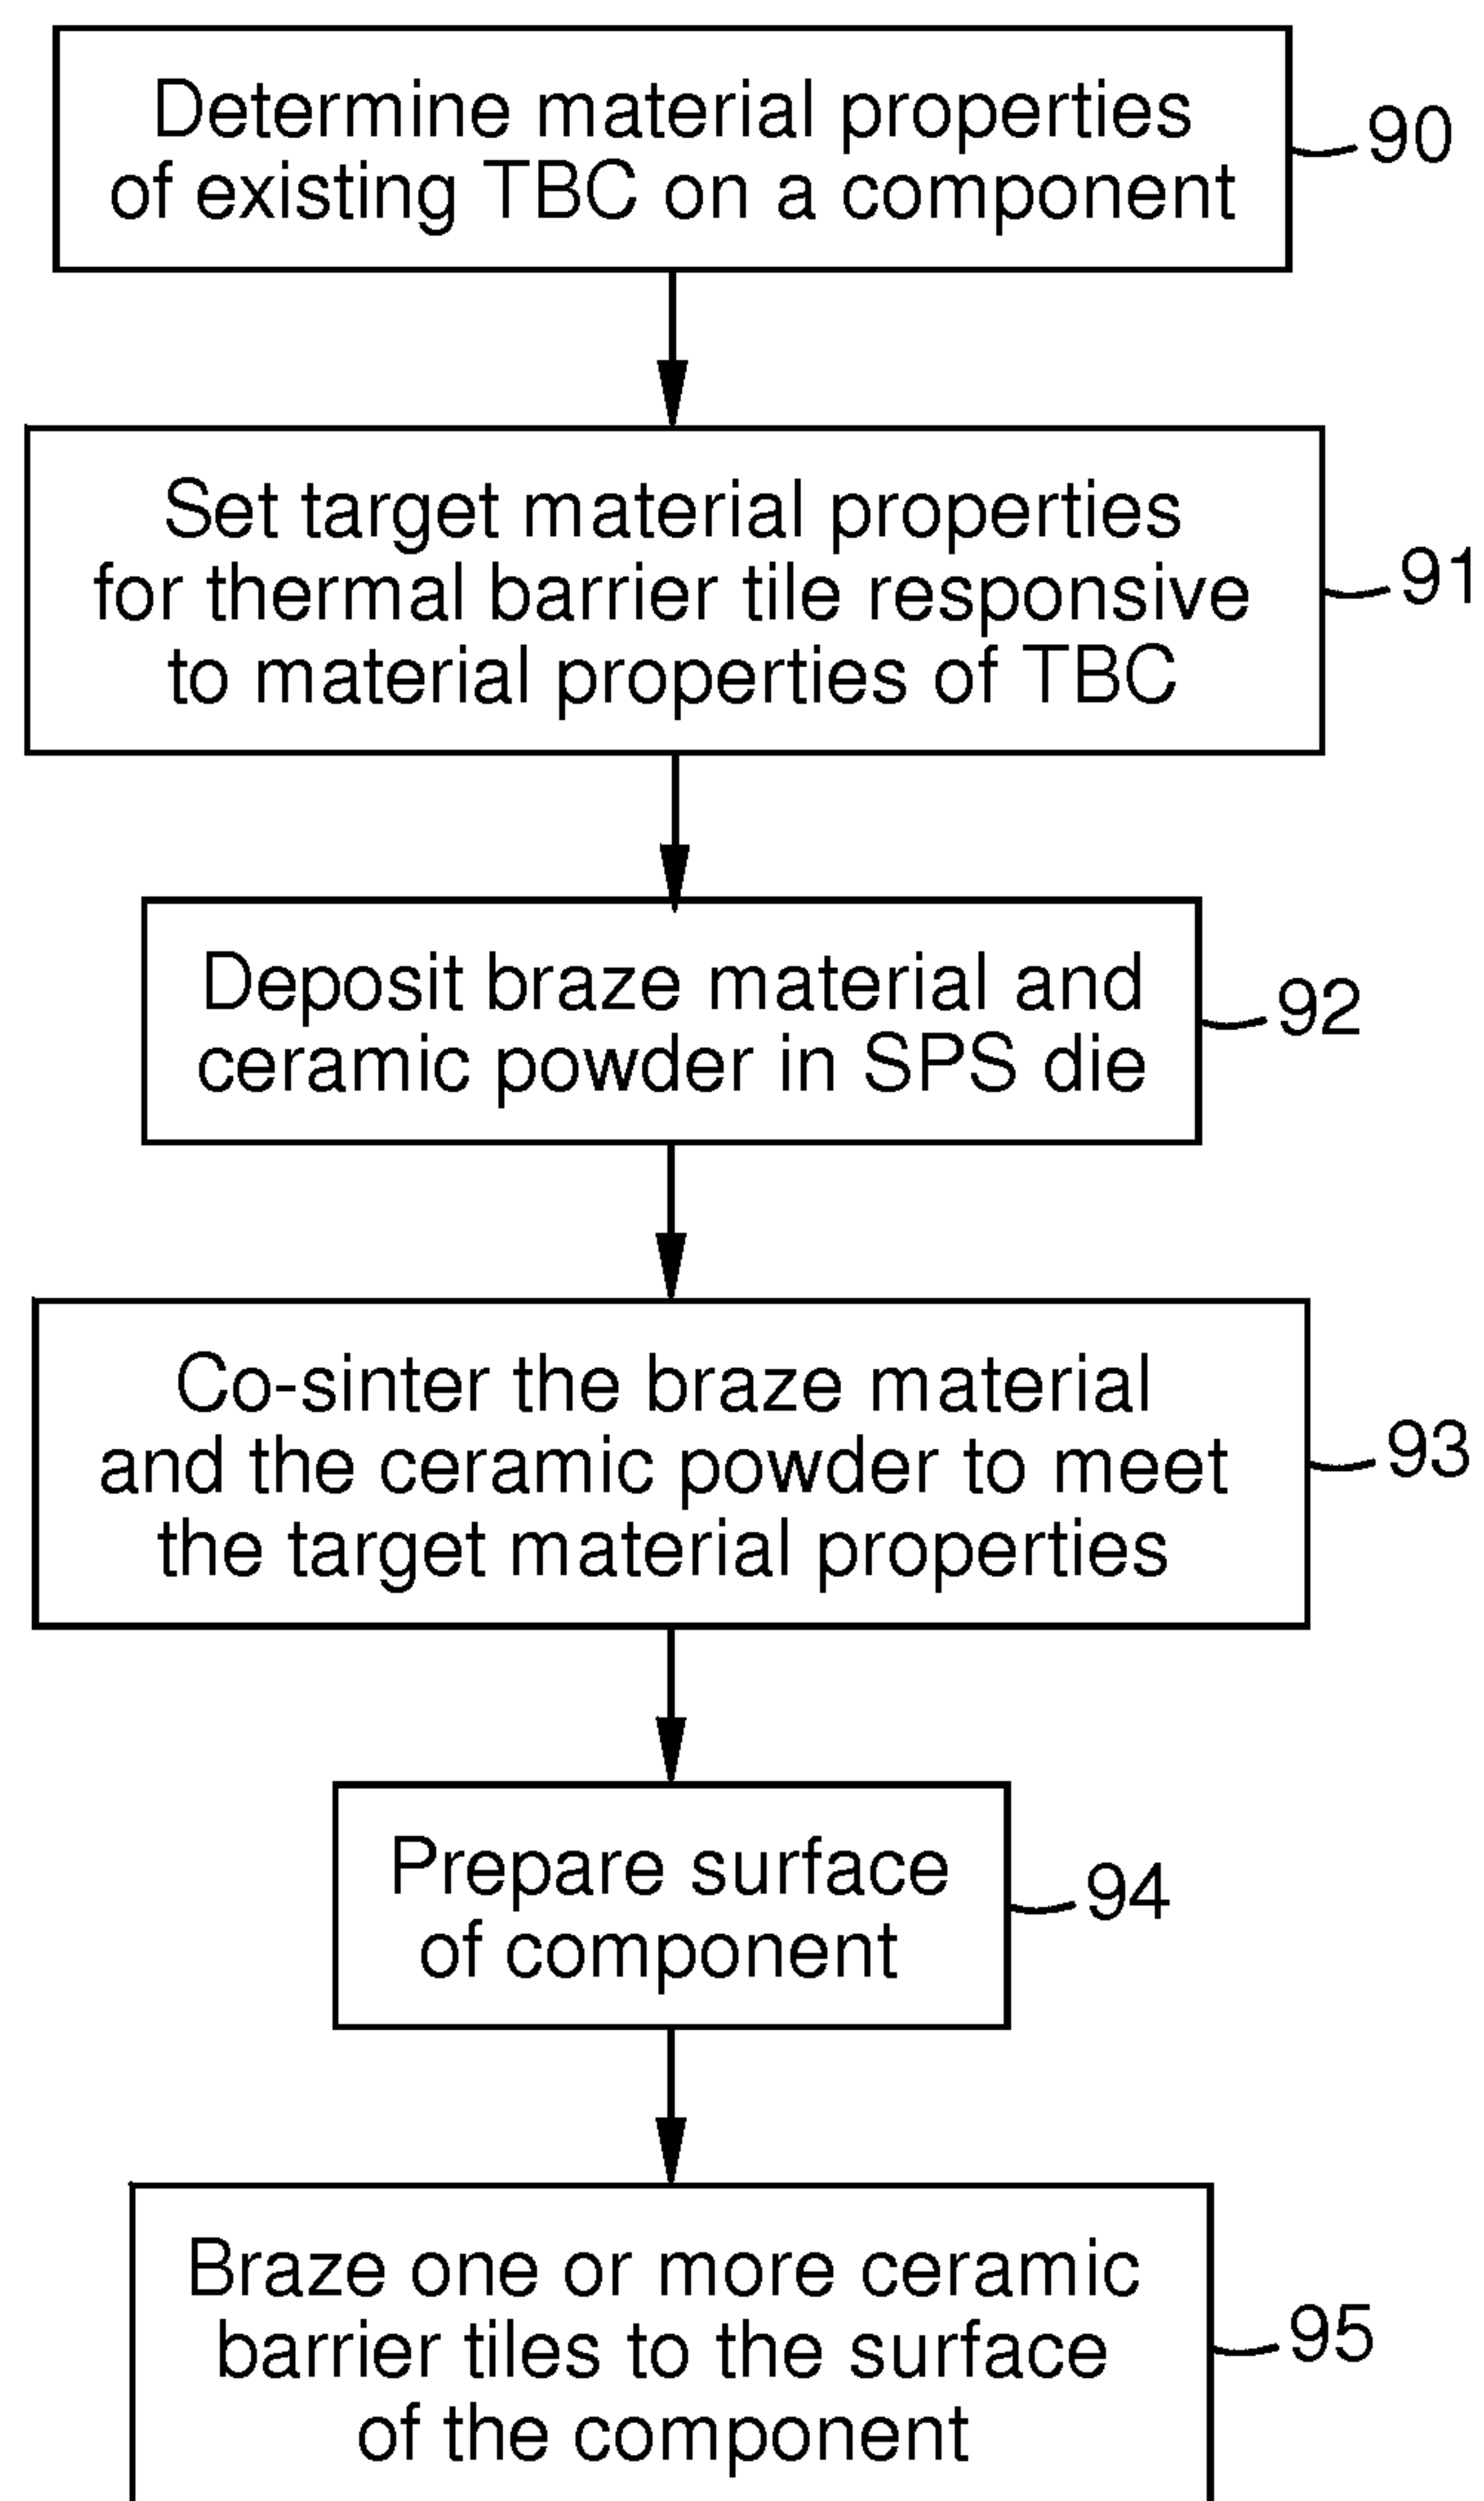 Determine material properties
of existing TBC on a component
90
Set target material properties
for thermal barrier tile responsive
to material properties of TBC
91
Deposit braze material and
ceramic powder in SPS die
92
Co-sinter the braze material
and the ceramic powder to meet
the target material properties
93
Prepare surface
of component
94
Braze one or more ceramic
barrier tiles to the surface
of the component
95